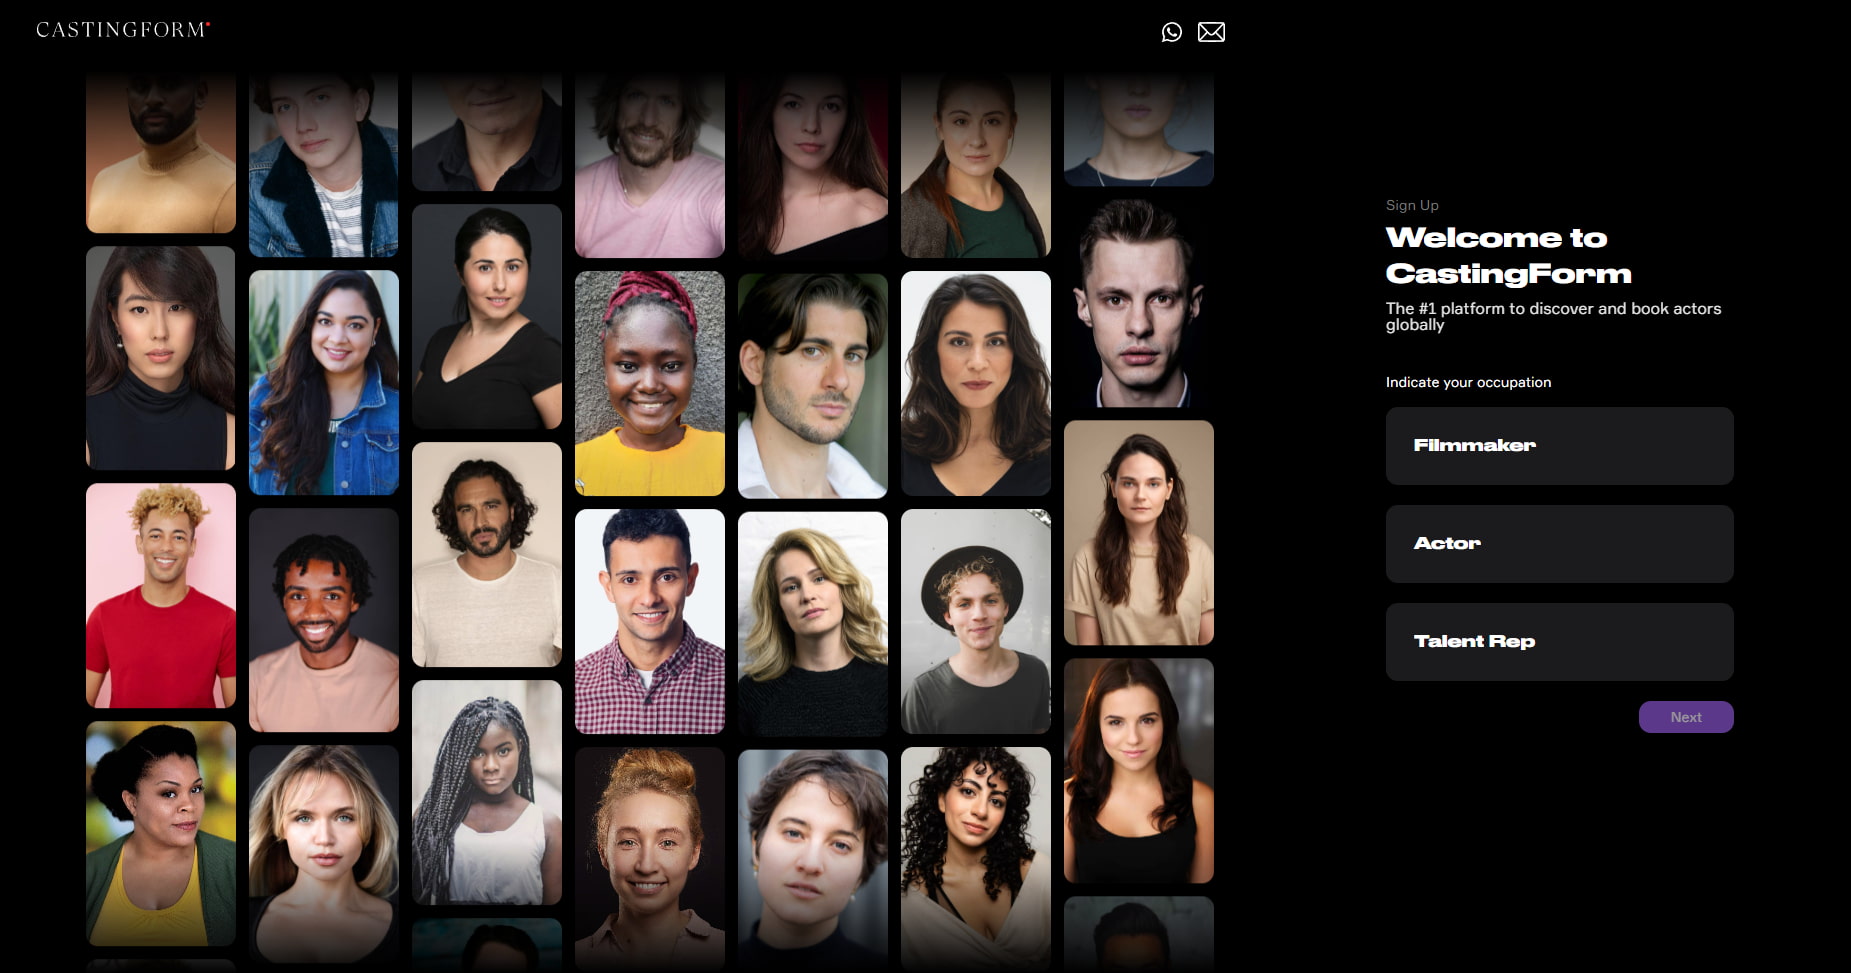 CASTINGFORM
Sign Up
Welcome to
CastingForm
The #1 platform to discover and book actors
globally
Indicate your occupation
Filmmaker
Actor
Talent Rep
Next